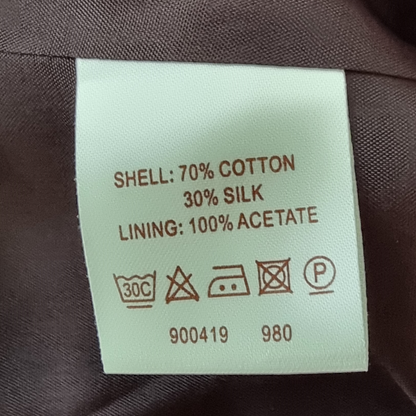 SHELL: 70% COTTON
30% SILK
LINING: 100% ACETATE
30C P
900419 980